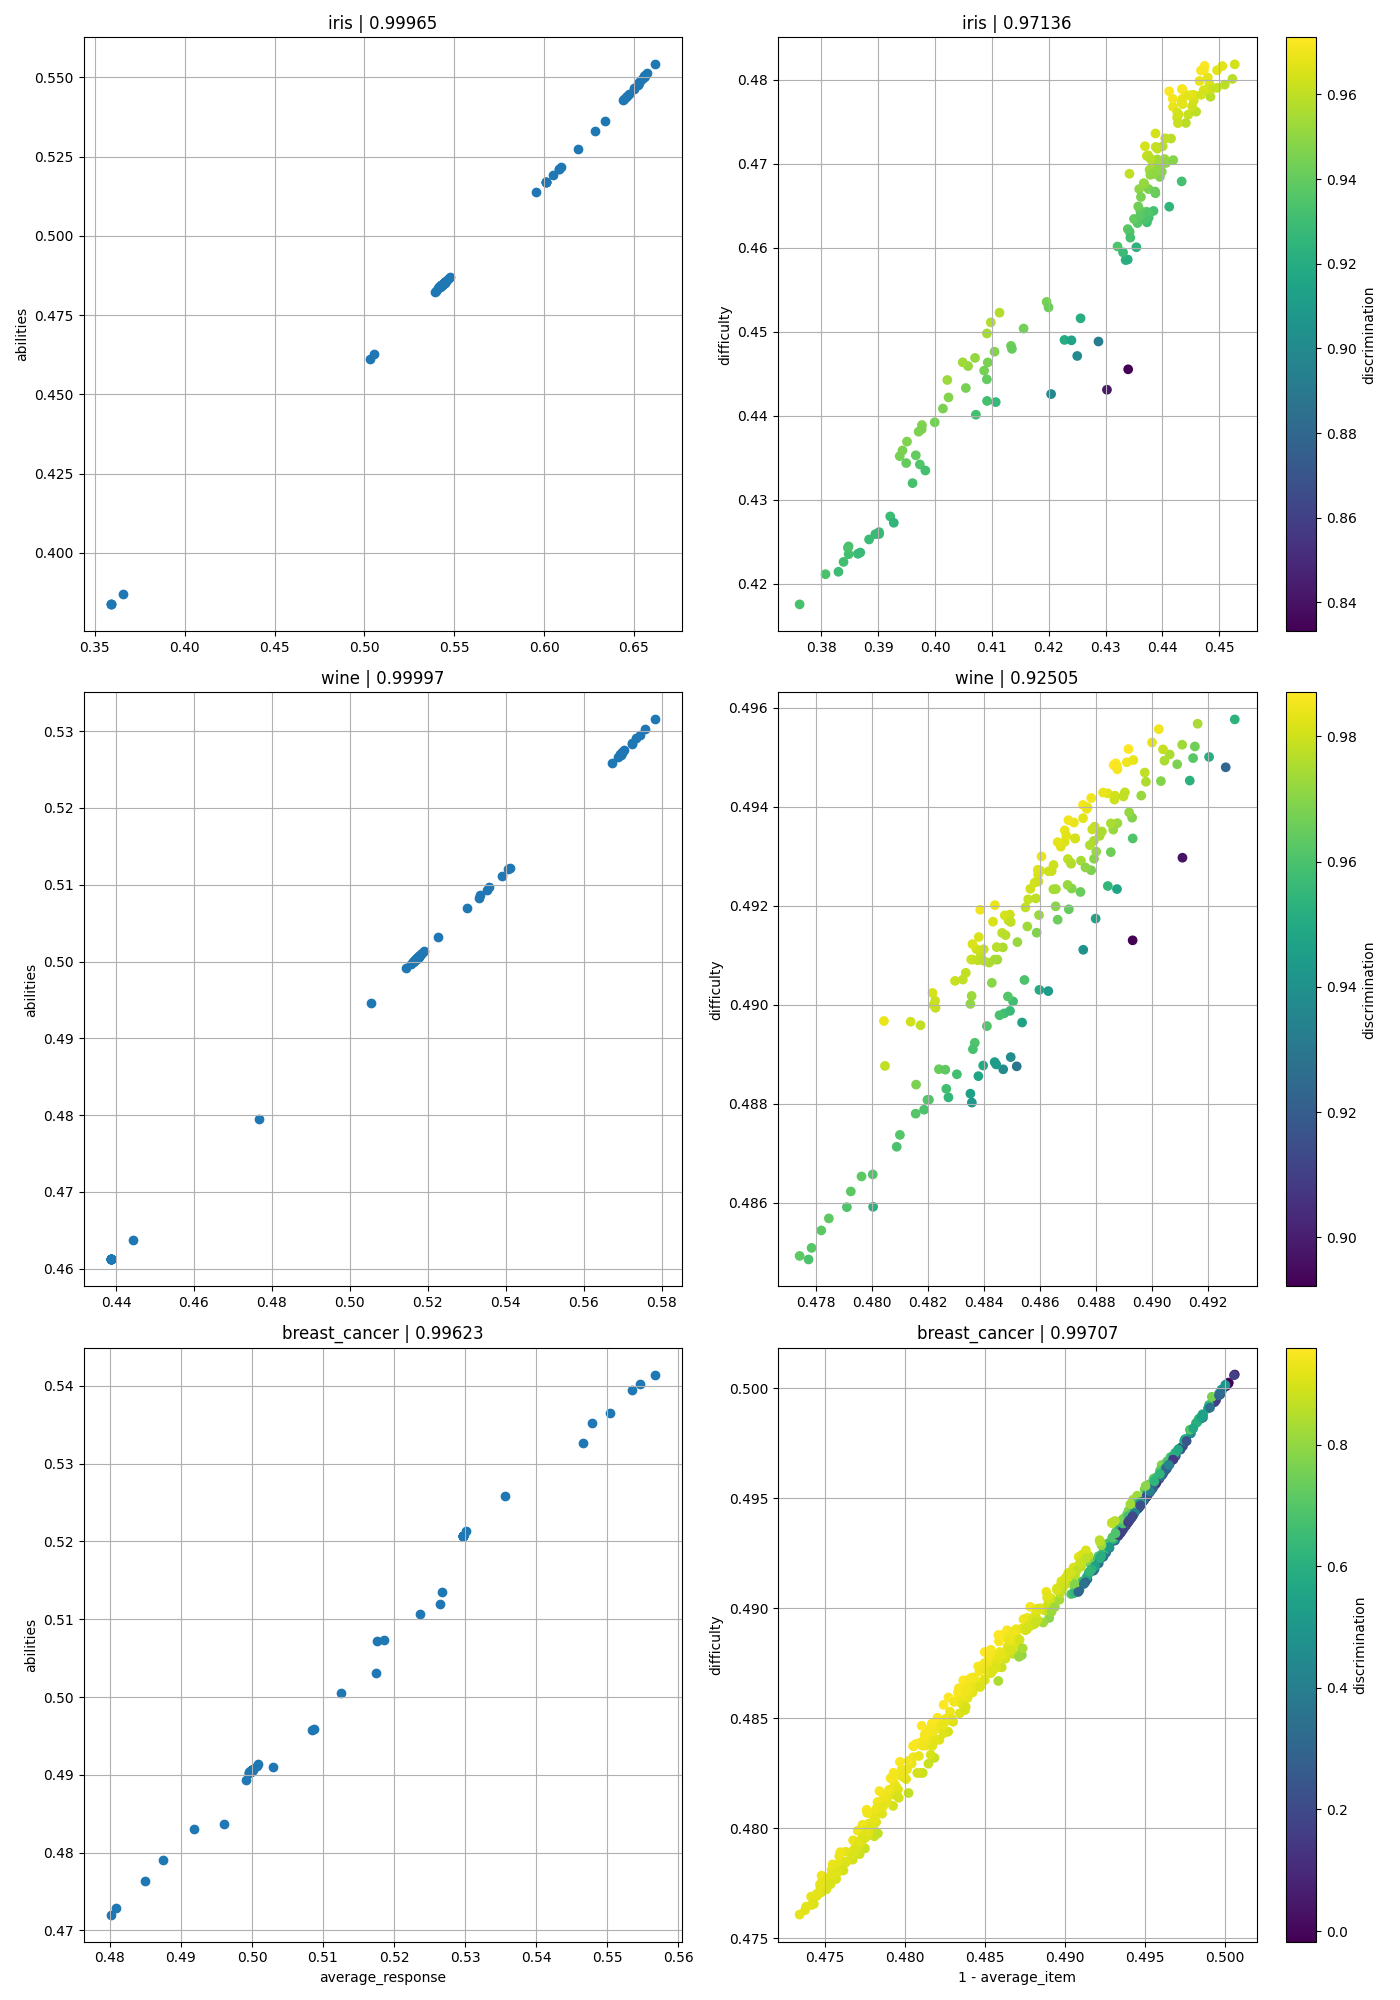 iris | 0.99965
iris | 0.97136
0.550
0.525
0.500
0.475
0.450
0.425
0.400
abilities
0.35 0.40 0.45 0.50 0.55 0.60 0.65
0.48
0.47
0.46
0.45
0.44
0.43
0.42
difficulty
0.38 0.39 0.40 0.41 0.42 0.43 0.44 0.45
0.96
0.94
0.92
0.90
0.88
0.86
0.84
discrimination
wine | 0.99997
wine | 0.92505
0.53
0.52
0.51
0.50
0.49
0.48
0.47
0.46
abilities
0.44 0.46 0.48 0.50 0.52 0.54 0.56 0.58
0.496
0.494
0.492
0.490
0.488
0.486
difficulty
0.478 0.480 0.482 0.484 0.486 0.488 0.490 0.492
0.98
0.96
0.94
0.92
0.90
discrimination
breast_cancer | 0.99623
breast_cancer | 0.99707
0.54
0.53
0.52
0.51
0.50
0.49
0.48
0.47
abilities
0.48 0.49 0.50 0.51 0.52 0.53 0.54 0.55 0.56
average_response
0.500
0.495
0.490
0.485
0.480
0.475
difficulty
0.475 0.480 0.485 0.490 0.495 0.500
1 - average_item
0.8
0.6
0.4
0.2
0.0
discrimination